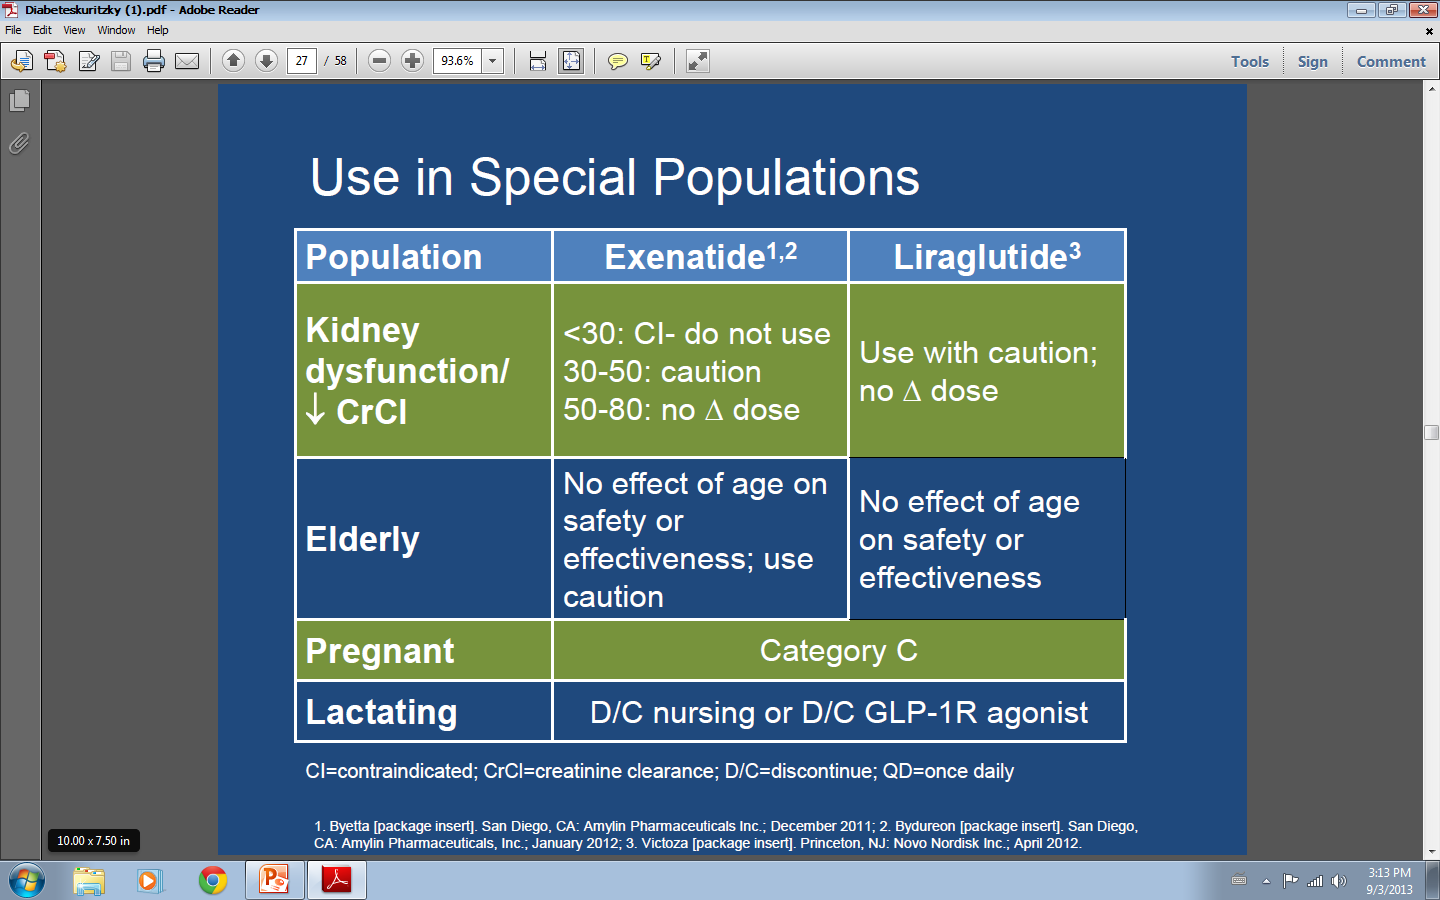 Diabeteskuritzky (1).pdf - Adobe Reader
File Edit View Window Help
27 / 58 93.6% Tools Sign Comment
Use in Special Populations
Population Exenatide1,2 Liraglutide3
Kidney
dysfunction/
↓ CrCl
<30: CI- do not use
30-50: caution
50-80: no Δ dose
Use with caution;
no Δ dose
Elderly
No effect of age on
safety or
effectiveness; use
caution
No effect of age
on safety or
effectiveness
Pregnant Category C
Lactating D/C nursing or D/C GLP-1R agonist
CI=contraindicated; CrCl=creatinine clearance; D/C=discontinue; QD=once daily
1. Byetta [package insert]. San Diego, CA: Amylin Pharmaceuticals Inc.; December 2011; 2. Bydureon [package insert]. San Diego,
CA: Amylin Pharmaceuticals, Inc.; January 2012; 3. Victoza [package insert]. Princeton, NJ: Novo Nordisk Inc.; April 2012.
10.00 x 7.50 in
3:13 PM
9/3/2013